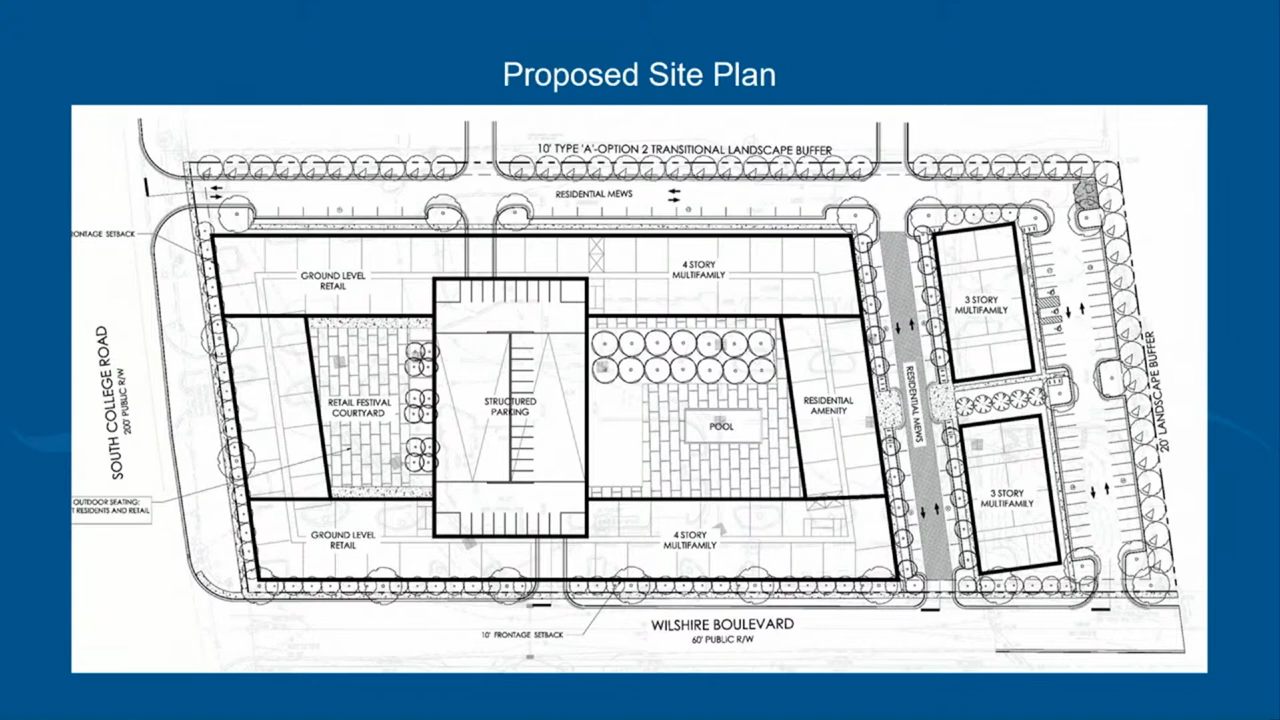 Proposed Site Plan
10' TYPE 'A'-OPTION 2 TRANSITIONAL LANDSCAPE BUFFER
RESIDENTIAL MEWS
RONTAGE SETBACK
GROUND LEVEL
RETAIL
4 STORY
MULTIFAMILY
3 STORY
MULTIFAMILY
SOUTH COLLEGE ROAD
200' PUBLIC R/W
RETAIL FESTIVAL
COURTYARD
STRUCTURED
PARKING
POOL
RESIDENTIAL
AMENITY
RESIDENTIAL MEWS
20' LANDSCAPE BUFFER
OUTDOOR SEATING:
T RESIDENTS AND RETAIL
GROUND LEVEL
RETAIL
4 STORY
MULTIFAMILY
3 STORY
MULTIFAMILY
10' FRONTAGE SETBACK
WILSHIRE BOULEVARD
60' PUBLIC R/W